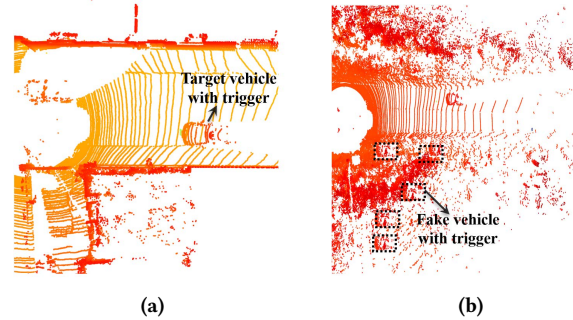 Target vehicle
with trigger
Fake vehicle
with trigger
(a)
(b)